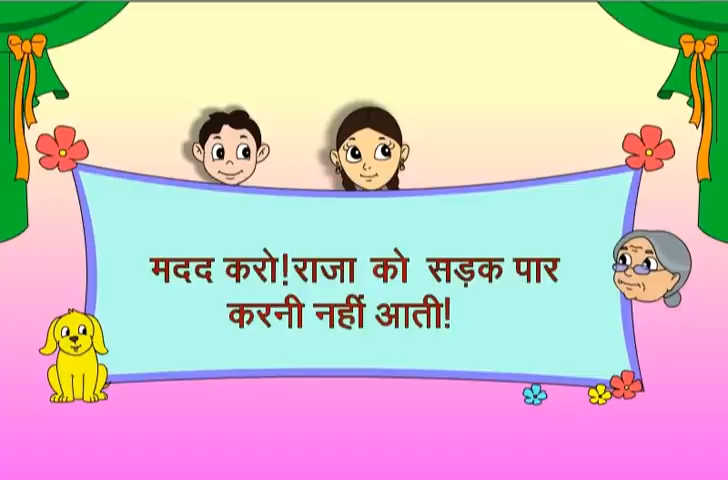 मदद करो!राजा को सड़क पार
करनी नहीं आती!